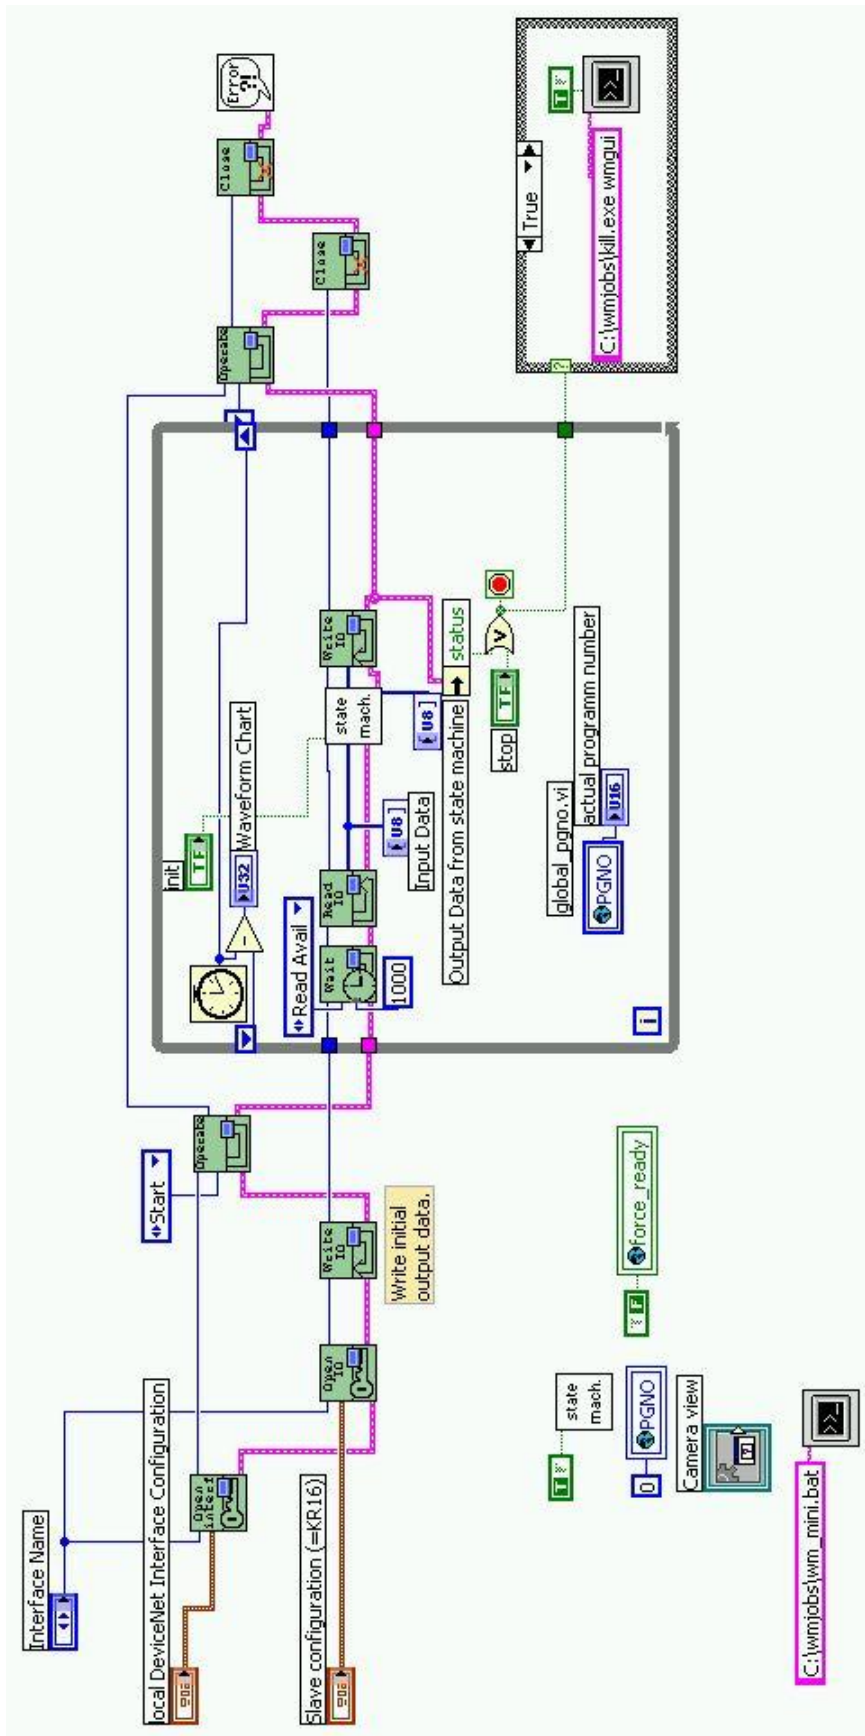 Interface Name
local DeviceNet Interface Configuration
Open
interf
Slave configuration (=KR16)
Open
IO
Write
IO
Write initial
output data.
Start
Operate
init
TF
U32
Waveform Chart
Read Avail
Wait
1000
Read
IO
U8
Input Data
state
mach.
Write
IO
U8
Output Data from state machine
status
stop
TF
V
global_pgno.vi
PGNO
actual programm number
U16
i
Operate
Close
Close
Error
?!
True
?
T
C:\wmjobs\kill.exe wmgui
T
state
mach.
F
force_ready
0
PGNO
Camera view
C:\wmjobs\wm_mini.bat